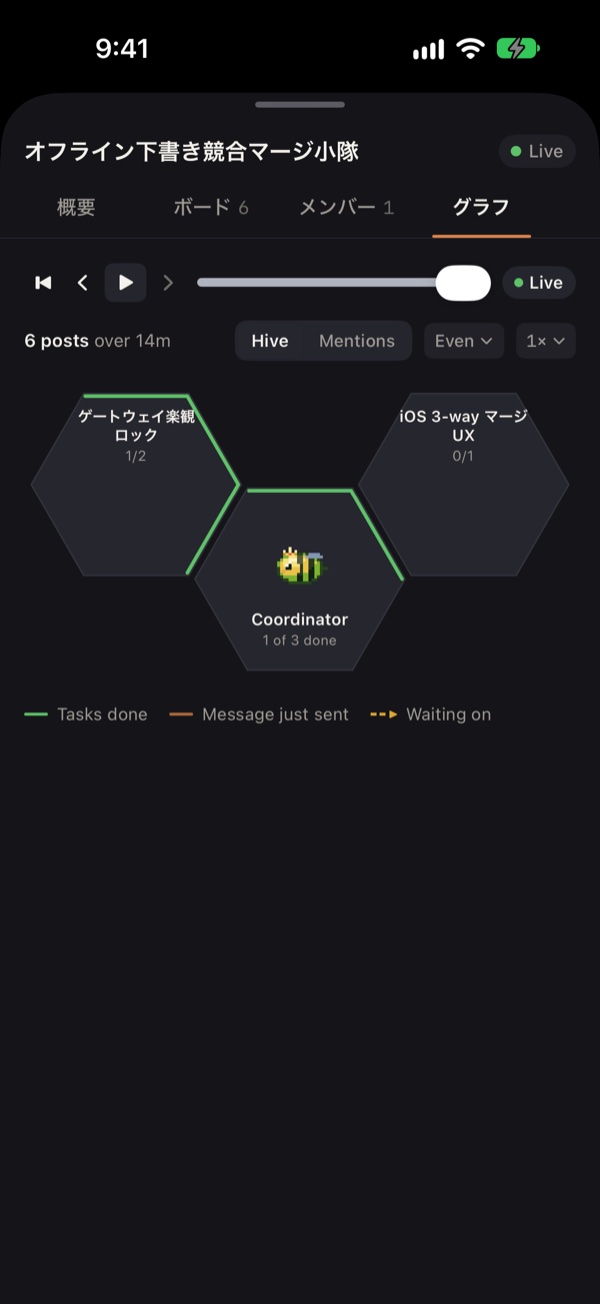 9:41
オフライン下書き競合マージ小隊
Live
概要
ボード 6
メンバー 1
グラフ
Live
6 posts over 14m
Hive
Mentions
Even
1×
ゲートウェイ楽観
ロック
1/2
iOS 3-way マージ
UX
0/1
Coordinator
1 of 3 done
Tasks done
Message just sent
Waiting on